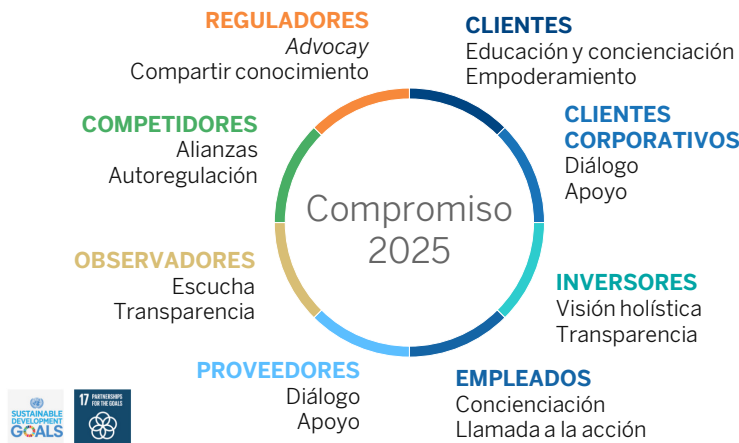 REGULADORES
Advocay
Compartir conocimiento
CLIENTES
Educación y concienciación
Empoderamiento
CLIENTES
CORPORATIVOS
Diálogo
Apoyo
INVERSORES
Visión holística
Transparencia
EMPLEADOS
Concienciación
Llamada a la acción
PROVEEDORES
Diálogo
Apoyo
OBSERVADORES
Escucha
Transparencia
COMPETIDORES
Alianzas
Autoregulación
Compromiso
2025
SUSTAINABLE
DEVELOPMENT
GOALS
17 PARTNERSHIPS
FOR THE GOALS